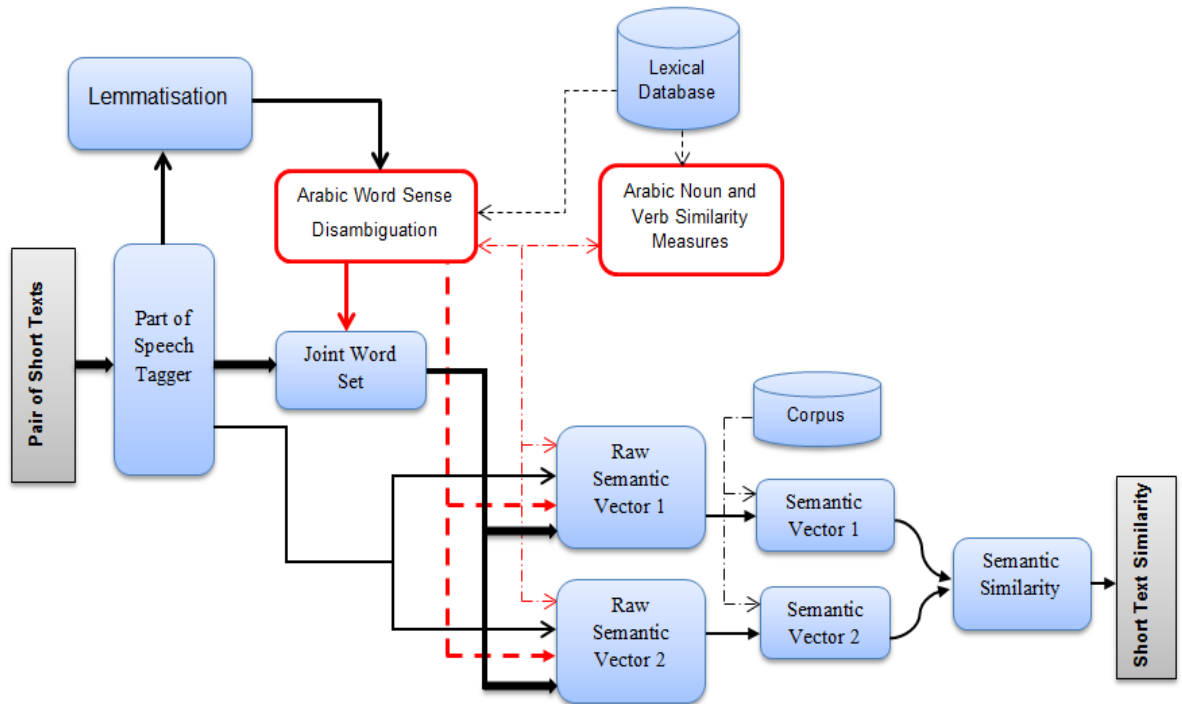 Lexical
Database
Lemmatisation
Arabic Word Sense
Disambiguation
Arabic Noun and
Verb Similarity
Measures
Pair of Short Texts
Part of
Speech
Tagger
Joint Word
Set
Corpus
Raw
Semantic
Vector 1
Semantic
Vector 1
Raw
Semantic
Vector 2
Semantic
Vector 2
Semantic
Similarity
Short Text Similarity